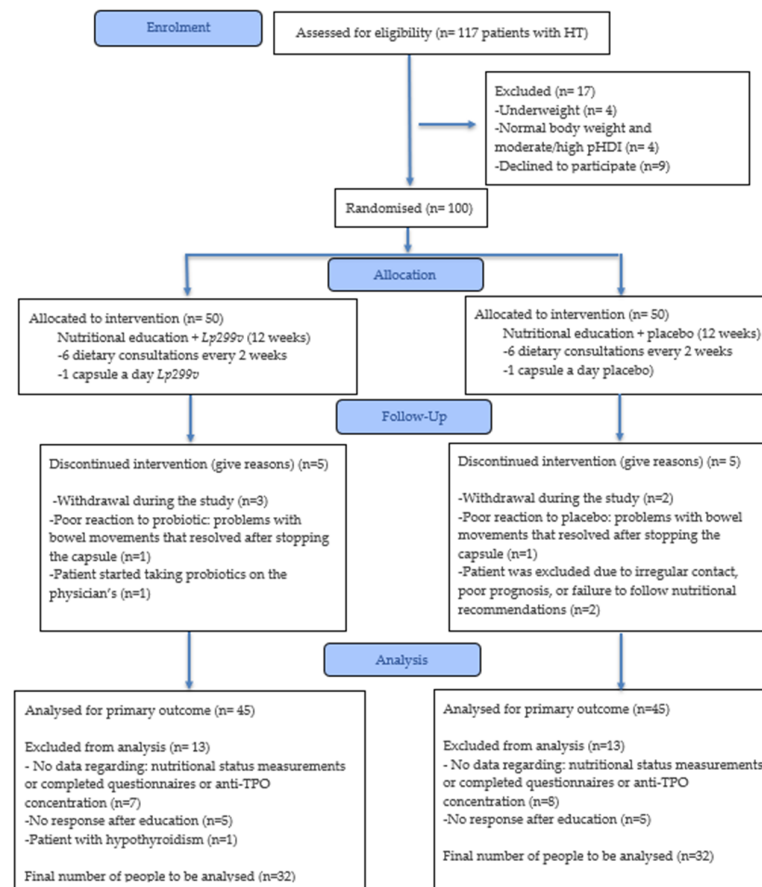 Enrolment
Assessed for eligibility (n= 117 patients with HT)
Excluded (n= 17)
-Underweight (n= 4)
-Normal body weight and
moderate/high pHDI (n= 4)
-Declined to participate (n=9)
Randomised (n= 100)
Allocation
Allocated to intervention (n= 50)
Nutritional education + Lp299v (12 weeks)
-6 dietary consultations every 2 weeks
-1 capsule a day Lp299v
Allocated to intervention (n= 50)
Nutritional education + placebo (12 weeks)
-6 dietary consultations every 2 weeks
-1 capsule a day placebo)
Follow-Up
Discontinued intervention (give reasons) (n=5)
-Withdrawal during the study (n=3)
-Poor reaction to probiotic: problems with
bowel movements that resolved after stopping
the capsule (n=1)
-Patient started taking probiotics on the
physician's (n=1)
Discontinued intervention (give reasons) (n= 5)
-Withdrawal during the study (n=2)
-Poor reaction to placebo: problems with bowel
movements that resolved after stopping the
capsule (n=1)
-Patient was excluded due to irregular contact,
poor prognosis, or failure to follow nutritional
recommendations (n=2)
Analysis
Analysed for primary outcome (n= 45)
Excluded from analysis (n= 13)
- No data regarding: nutritional status measurements
or completed questionnaires or anti-TPO
concentration (n=7)
-No response after education (n=5)
-Patient with hypothyroidism (n=1)
Final number of people to be analysed (n=32)
Analysed for primary outcome (n=45)
Excluded from analysis (n=13)
- No data regarding: nutritional status measurements
or completed questionnaires or anti-TPO
concentration (n=8)
-No response after education (n=5)
Final number of people to be analysed (n=32)